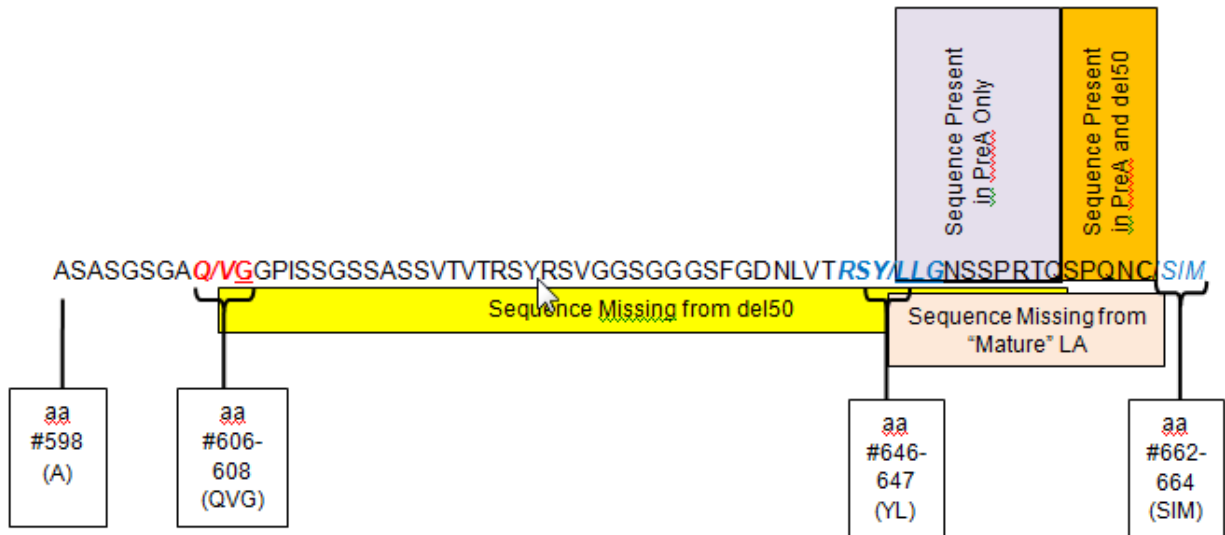 Sequence Present
in PreA Only
Sequence Present
in PreA and del50
ASASGSGAQ/VGGPISSGSSASSVTVTRSYRSVGGSGGGSFGDNLVTRSY/LLGNSSPRTQSPQNC/SIM
Sequence Missing from del50
Sequence Missing from
“Mature” LA
aa
#598
(A)
aa
#606-
608
(QVG)
aa
#646-
647
(YL)
aa
#662-
664
(SIM)